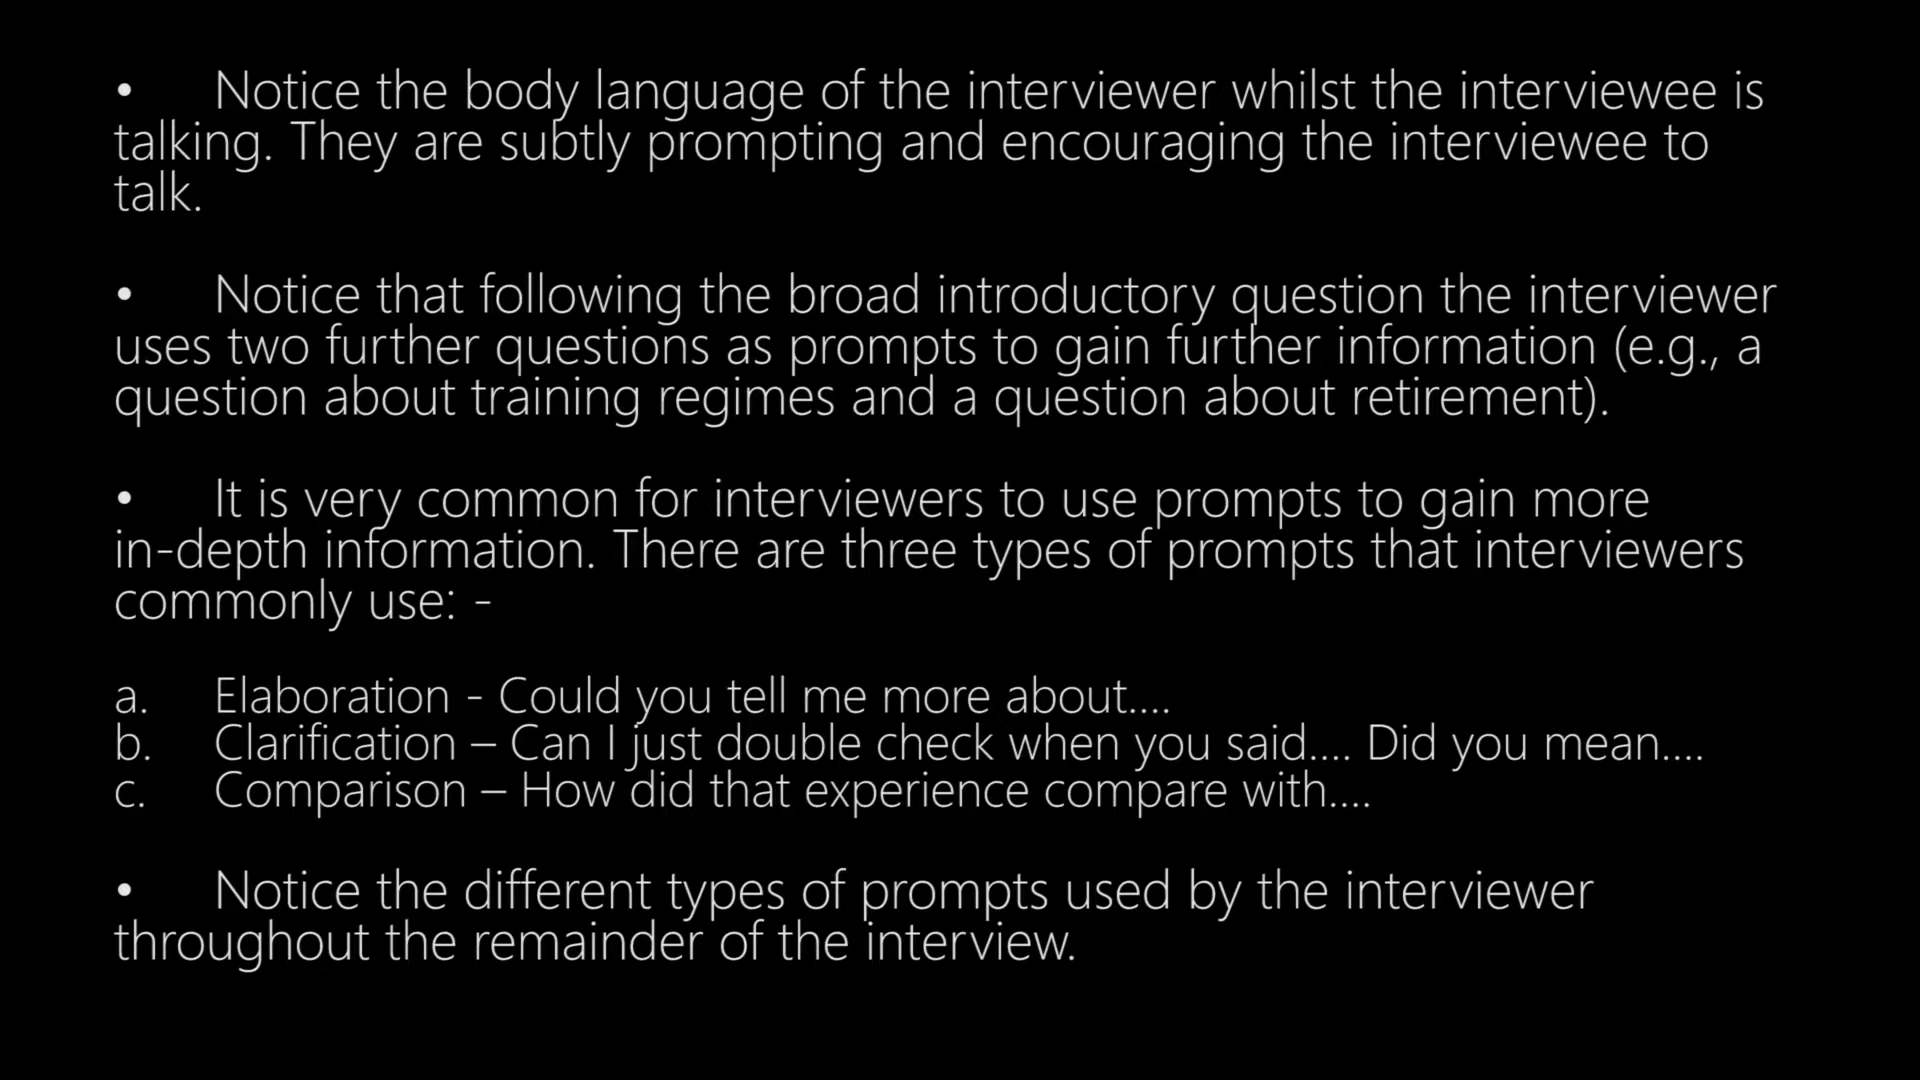 • Notice the body language of the interviewer whilst the interviewee is
talking. They are subtly prompting and encouraging the interviewee to
talk.
• Notice that following the broad introductory question the interviewer
uses two further questions as prompts to gain further information (e.g., a
question about training regimes and a question about retirement).
• It is very common for interviewers to use prompts to gain more
in-depth information. There are three types of prompts that interviewers
commonly use: -
a. Elaboration - Could you tell me more about....
b. Clarification – Can I just double check when you said.... Did you mean....
c. Comparison – How did that experience compare with....
• Notice the different types of prompts used by the interviewer
throughout the remainder of the interview.